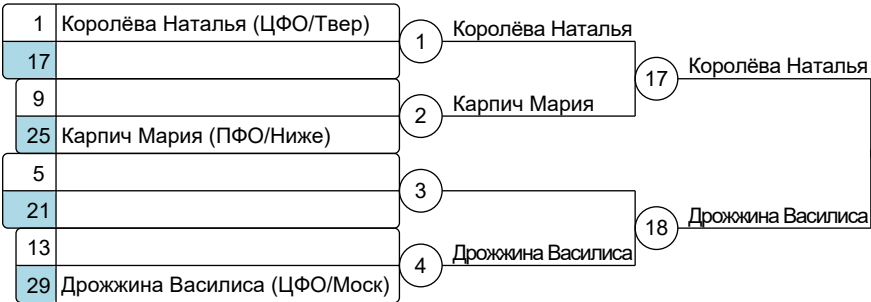 1 Королёва Наталья (ЦФО/Твер)
17
9
25 Карпич Мария (ПФО/Ниже)
5
21
13
29 Дрожжина Василиса (ЦФО/Моск)
1 Королёва Наталья
2 Карпич Мария
3
4 Дрожжина Василиса
17 Королёва Наталья
18 Дрожжина Василиса